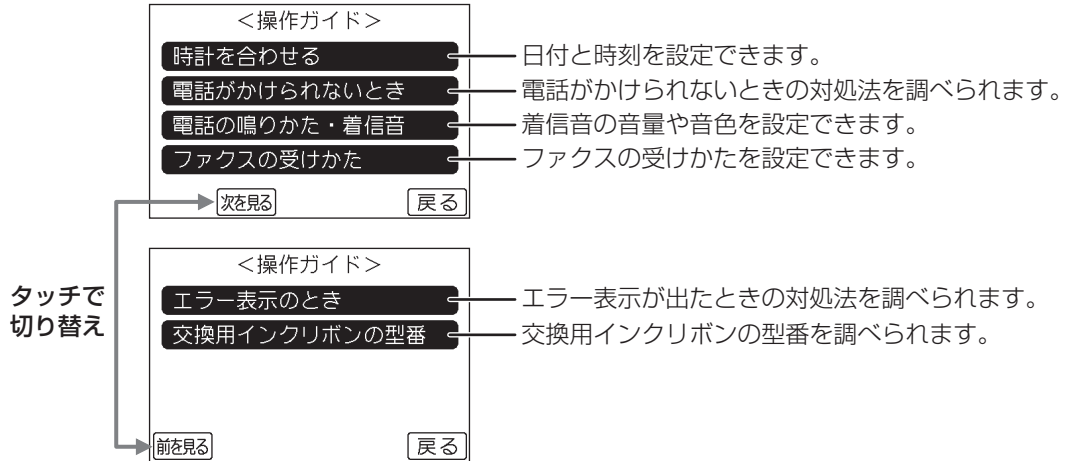 <操作ガイド>
時計を合わせる 日付と時刻を設定できます。
電話がかけられないとき 電話がかけられないときの対処法を調べられます。
電話の鳴りかた・着信音 着信音の音量や音色を設定できます。
ファクスの受けかた ファクスの受けかたを設定できます。
次を見る 戻る
タッチで
切り替え
<操作ガイド>
エラー表示のとき エラー表示が出たときの対処法を調べられます。
交換用インクリボンの型番 交換用インクリボンの型番を調べられます。
前を見る 戻る